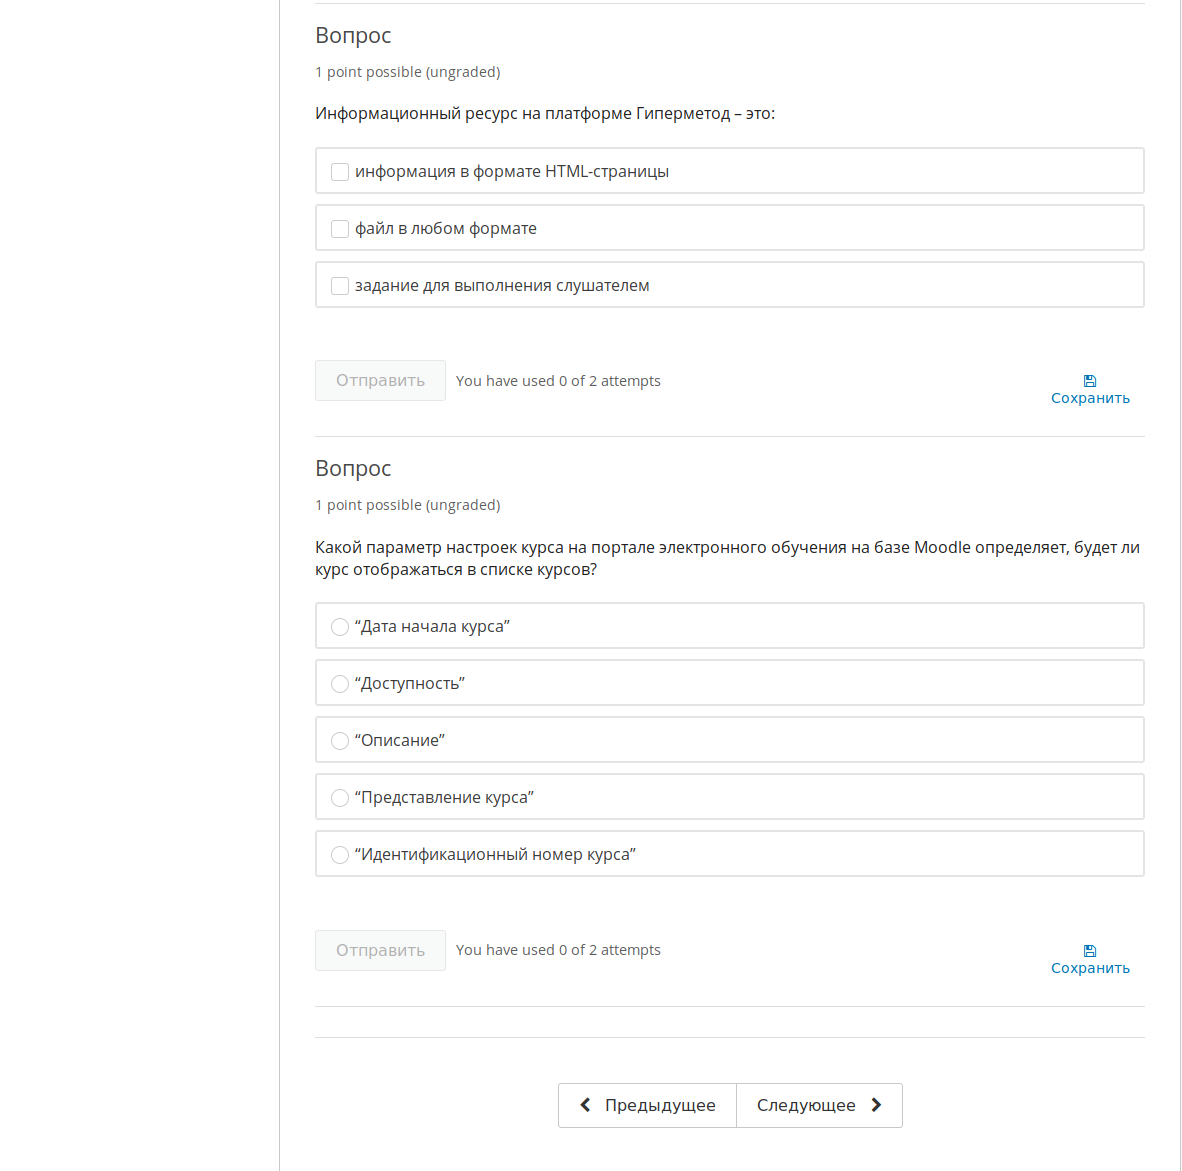 Вопрос
1 point possible (ungraded)
Информационный ресурс на платформе Гиперметод – это:
информация в формате HTML-страницы
файл в любом формате
задание для выполнения слушателем
Отправить
You have used 0 of 2 attempts
Сохранить
Вопрос
1 point possible (ungraded)
Какой параметр настроек курса на портале электронного обучения на базе Moodle определяет, будет ли
курс отображаться в списке курсов?
“Дата начала курса”
“Доступность”
“Описание”
“Представление курса”
“Идентификационный номер курса”
Отправить
You have used 0 of 2 attempts
Сохранить
Предыдущее
Следующее